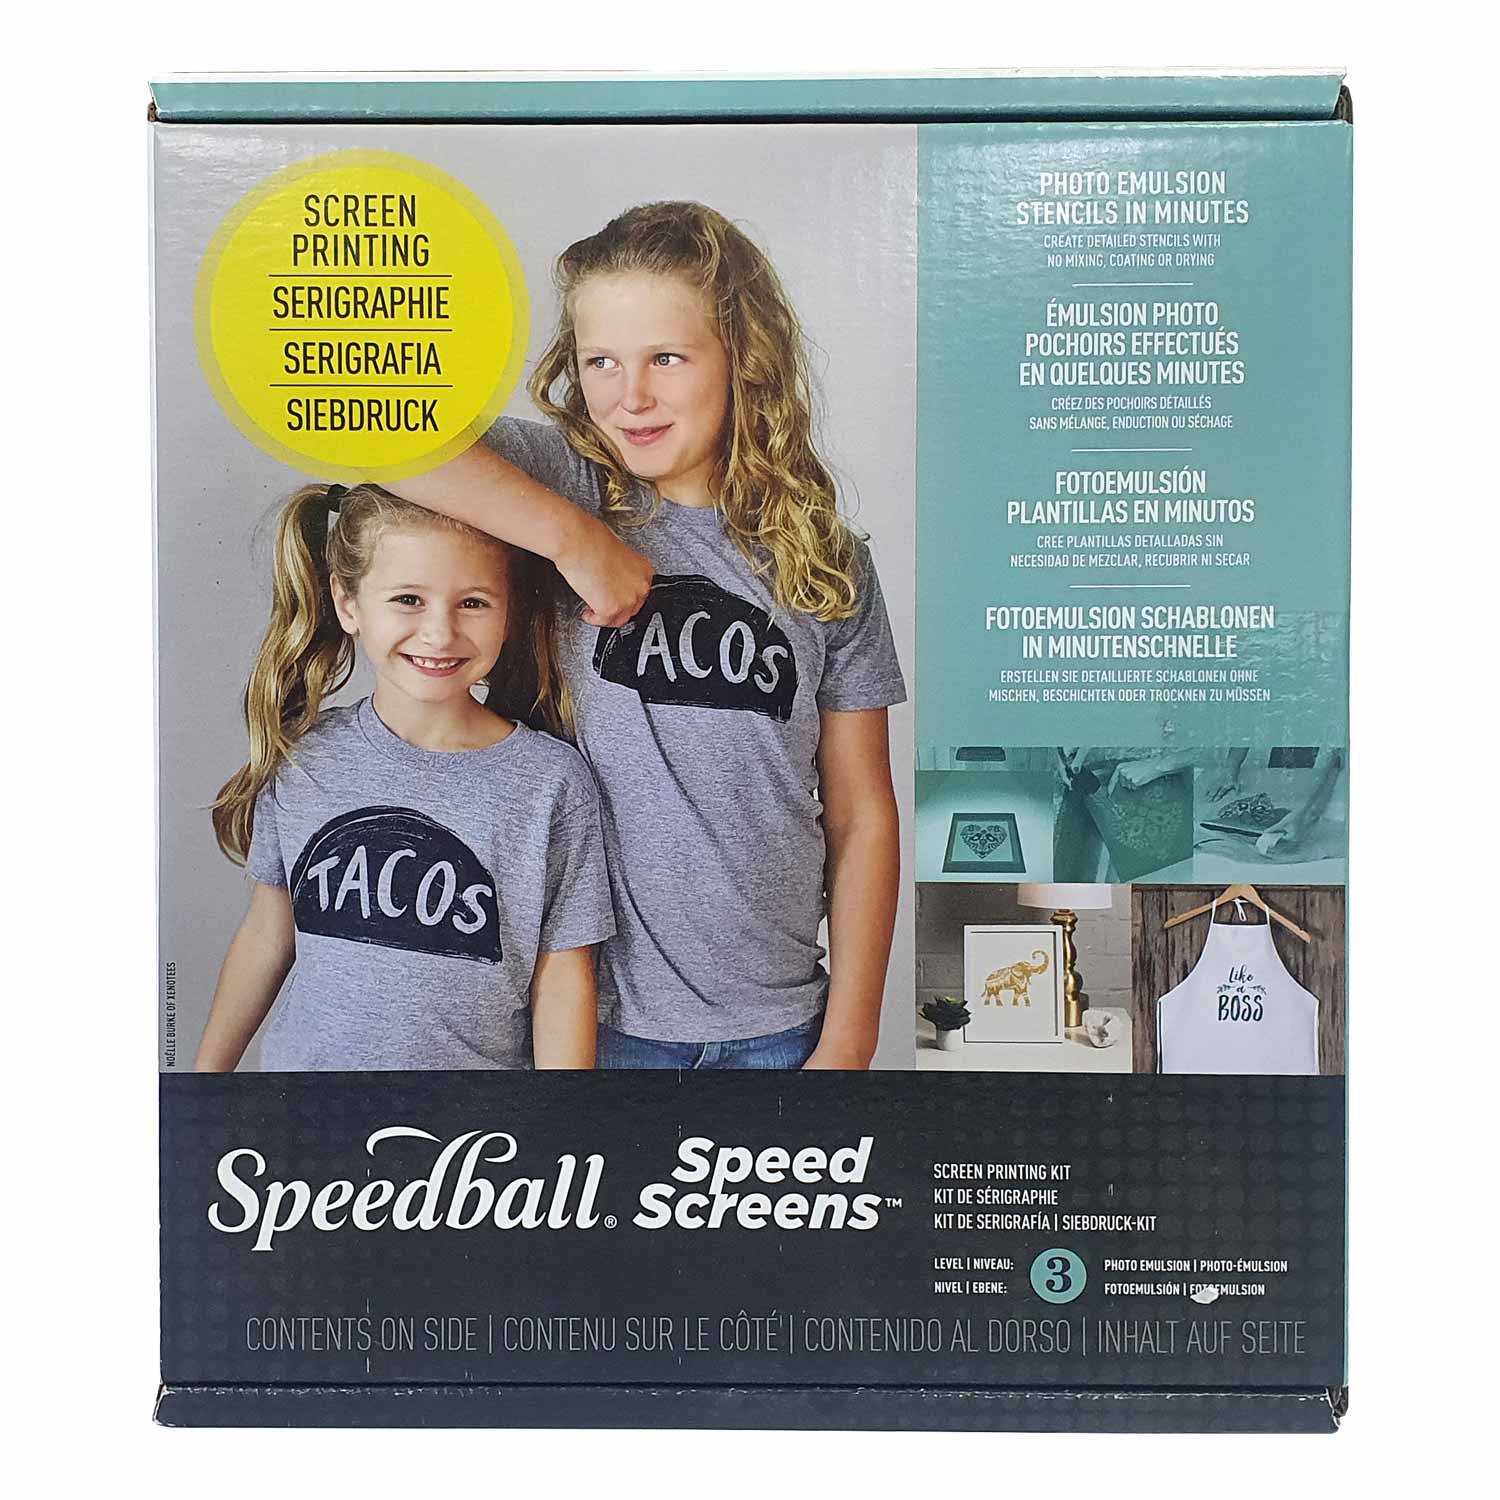 SCREEN
PRINTING
SERIGRAPHIE
SERIGRAFIA
SIEBDRUCK
PHOTO EMULSION
STENCILS IN MINUTES
CREATE DETAILED STENCILS WITH
NO MIXING, COATING OR DRYING
ÉMULSION PHOTO
POCHOIRS EFFECTUÉS
EN QUELQUES MINUTES
CRÉEZ DES POCHOIRS DÉTAILLÉS
SANS MÉLANGE, ENDUCTION OU SÉCHAGE
FOTOEMULSIÓN
PLANTILLAS EN MINUTOS
CREE PLANTILLAS DETALLADAS SIN
NECESIDAD DE MEZCLAR, RECUBRIR NI SECAR
FOTOEMULSION SCHABLONEN
IN MINUTENSCHNELLE
ERSTELLEN SIE DETAILLIERTE SCHABLONEN OHNE
MISCHEN, BESCHICHTEN ODER TROCKNEN ZU MÜSSEN
TACOS
ACOS
Like
a
BOSS
NOËLLE BURKE OF XENOTEES
Speedball®
Speed
Screens™
SCREEN PRINTING KIT
KIT DE SÉRIGRAPHIE
KIT DE SERIGRAFÍA | SIEBDRUCK-KIT
LEVEL | NIVEAU:
NIVEL | EBENE:
3
PHOTO EMULSION | PHOTO-ÉMULSION
FOTOEMULSIÓN |
CONTENTS ON SIDE | CONTENU SUR LE CÔTÉ | CONTENIDO AL DORSO | INHALT AUF SEITE